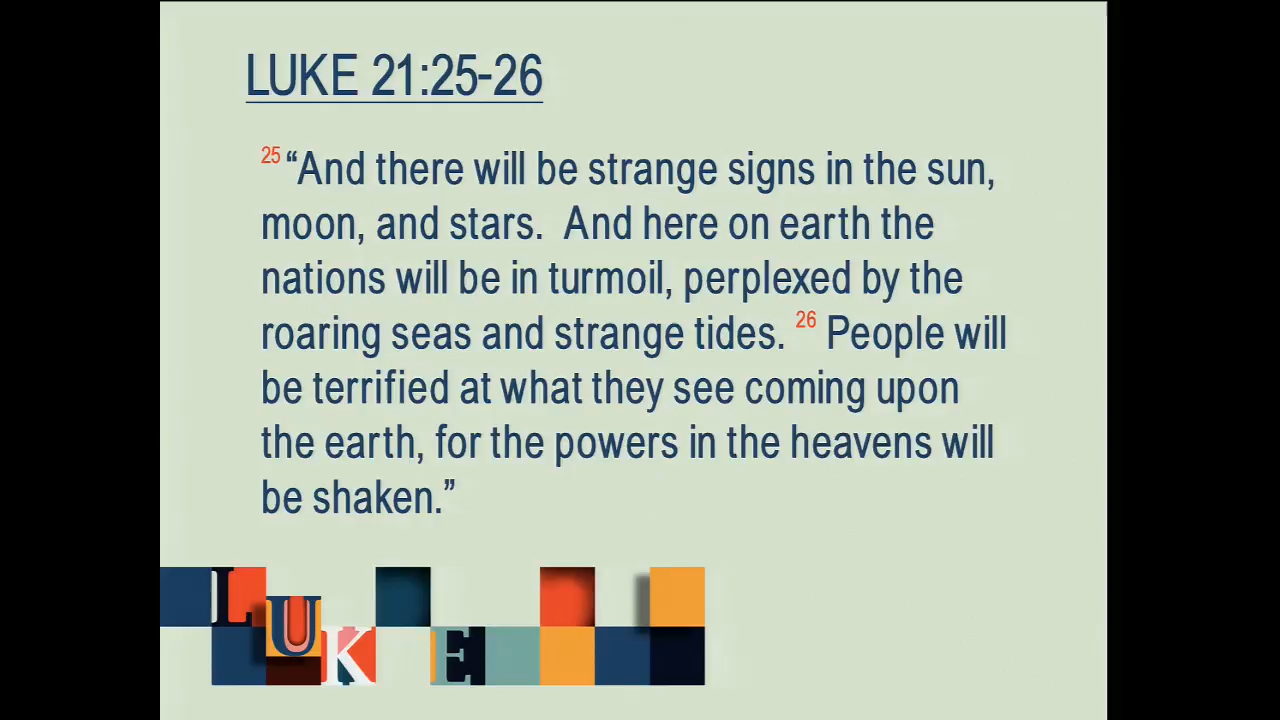 LUKE 21:25-26
25 “And there will be strange signs in the sun,
moon, and stars.  And here on earth the
nations will be in turmoil, perplexed by the
roaring seas and strange tides. 26 People will
be terrified at what they see coming upon
the earth, for the powers in the heavens will
be shaken.”
LUKE